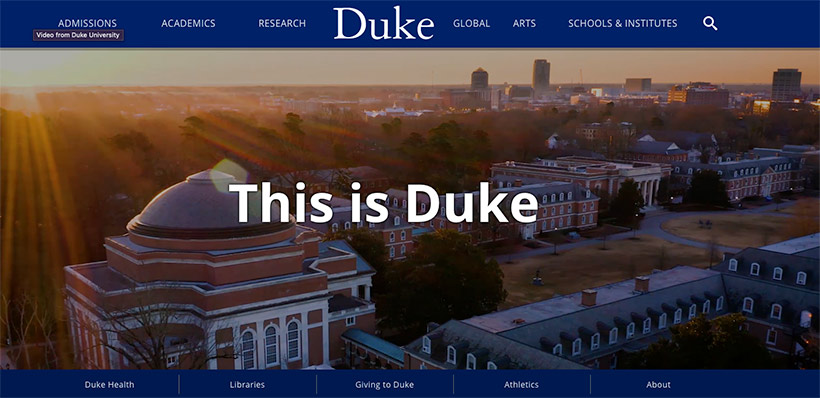 ADMISSIONS ACADEMICS RESEARCH Duke GLOBAL ARTS SCHOOLS & INSTITUTES
Video from Duke University
This is Duke
Duke Health Libraries Giving to Duke Athletics About